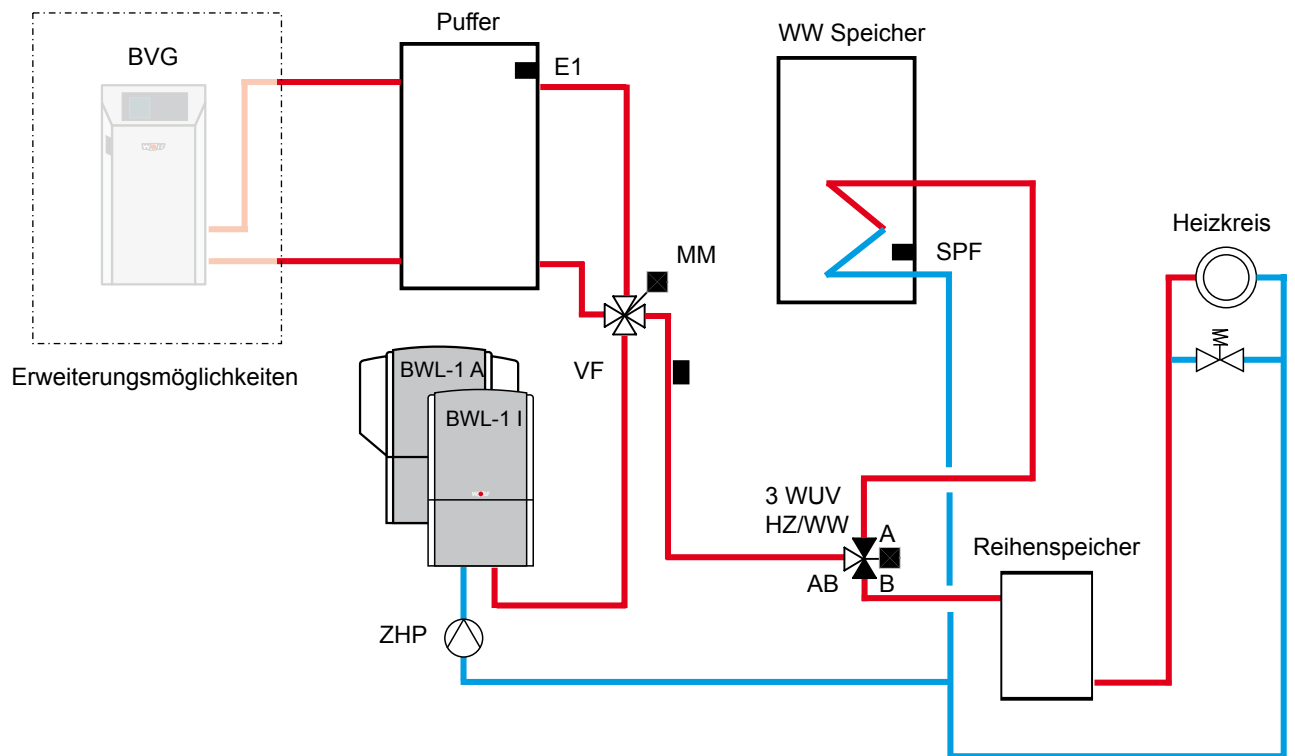 Puffer
WW Speicher
BVG
E1
MM
SPF
Heizkreis
Erweiterungsmöglichkeiten
VF
BWL-1 A
BWL-1 I
3 WUV
HZ/WW
A
AB
B
Reihenspeicher
ZHP